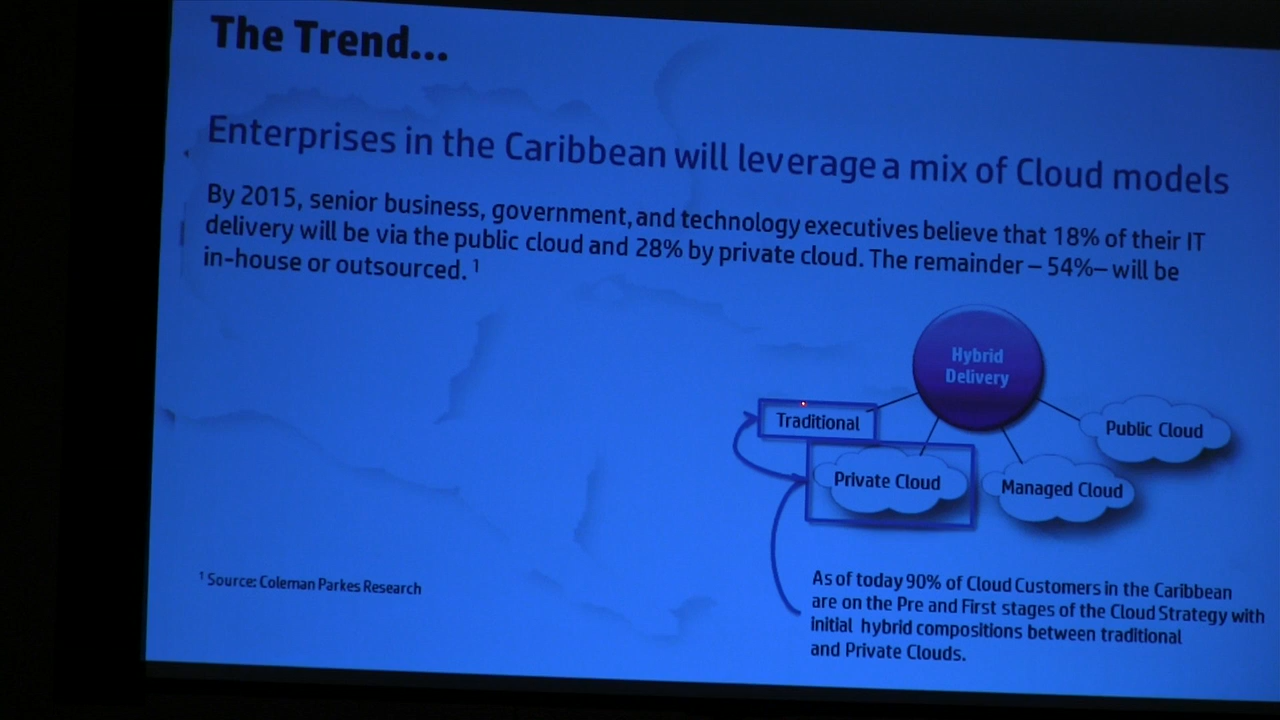 The Trend...
Enterprises in the Caribbean will leverage a mix of Cloud models
By 2015, senior business, government, and technology executives believe that 18% of their IT
delivery will be via the public cloud and 28% by private cloud. The remainder – 54%– will be
in-house or outsourced. ¹
Hybrid
Delivery
Traditional
Public Cloud
Private Cloud
Managed Cloud
As of today 90% of Cloud Customers in the Caribbean
are on the Pre and First stages of the Cloud Strategy with
initial hybrid compositions between traditional
and Private Clouds.
¹ Source: Coleman Parkes Research